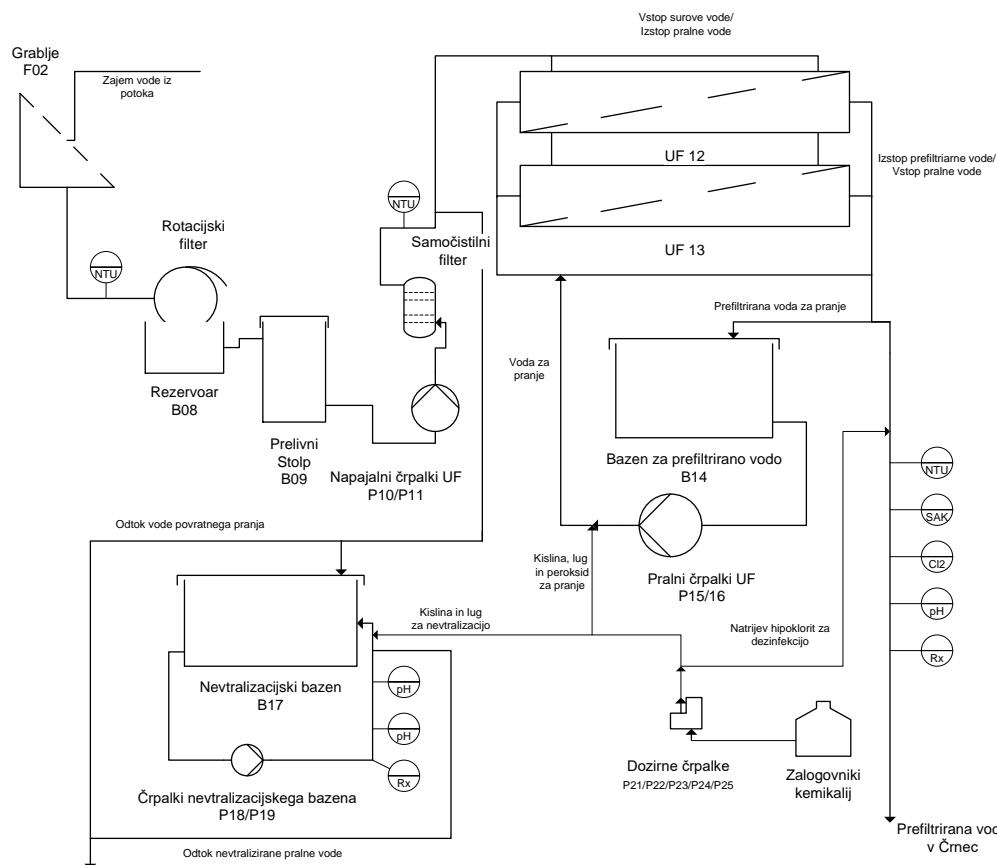 Vstop surove vode/
Izstop pralne vode
Grablje
F02
Zajem vode iz
potoka
UF 12
Izstop prefiltriarne vode/
Vstop pralne vode
NTU
Rotacijski
filter
Samočistilni
filter
UF 13
NTU
Prefiltrirana voda za pranje
Voda za
pranje
Rezervoar
B08
Prelivni
Stolp
B09
Napajalni črpalki UF
P10/P11
Bazen za prefiltrirano vodo
B14
NTU
SAK
Cl2
pH
Rx
Odtok vode povratnega pranja
Kislina, lug
in peroksid
za pranje
Pralni črpalki UF
P15/16
Kislina in lug
za nevtralizacijo
Natrijev hipoklorit za
dezinfekcijo
Nevtralizacijski bazen
B17
pH
pH
Rx
Črpalki nevtralizacijskega bazena
P18/P19
Dozirne črpalke
P21/P22/P23/P24/P25
Zalogovniki
kemikalij
Odtok nevtralizirane pralne vode
Prefiltrirana
v Črnec